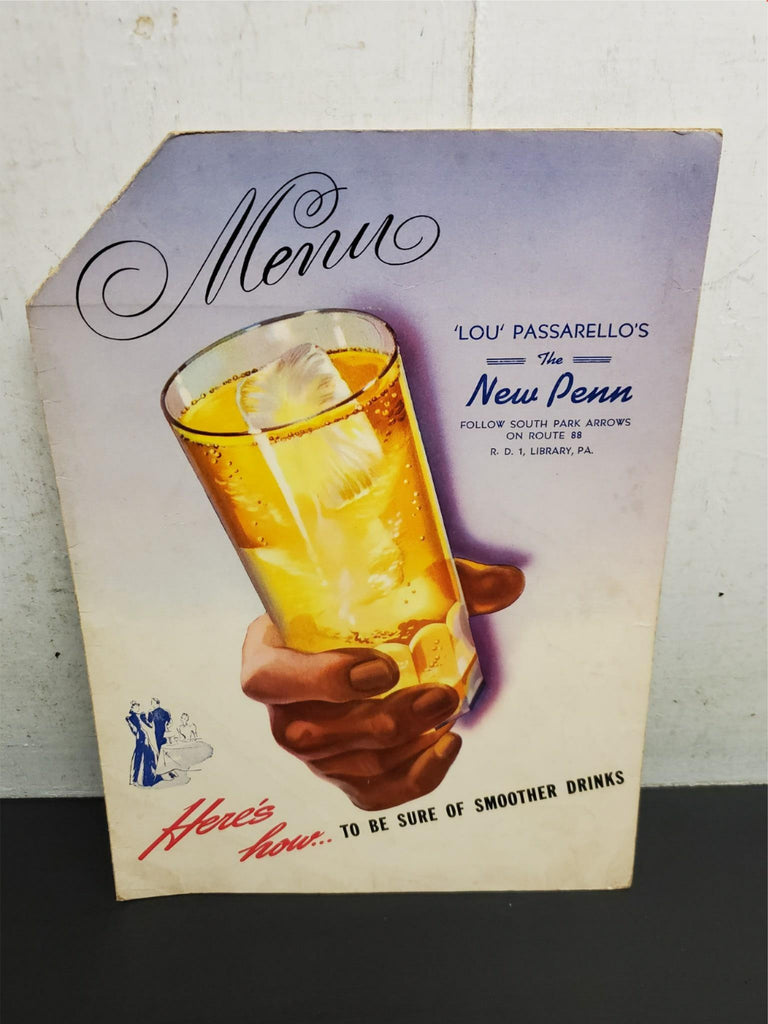 Menu
‘LOU‘ PASSARELLO'S
The
New Penn
FOLLOW SOUTH PARK ARROWS
ON ROUTE 88
R. D. 1, LIBRARY, PA.
Here's
how... TO BE SURE OF SMOOTHER DRINKS